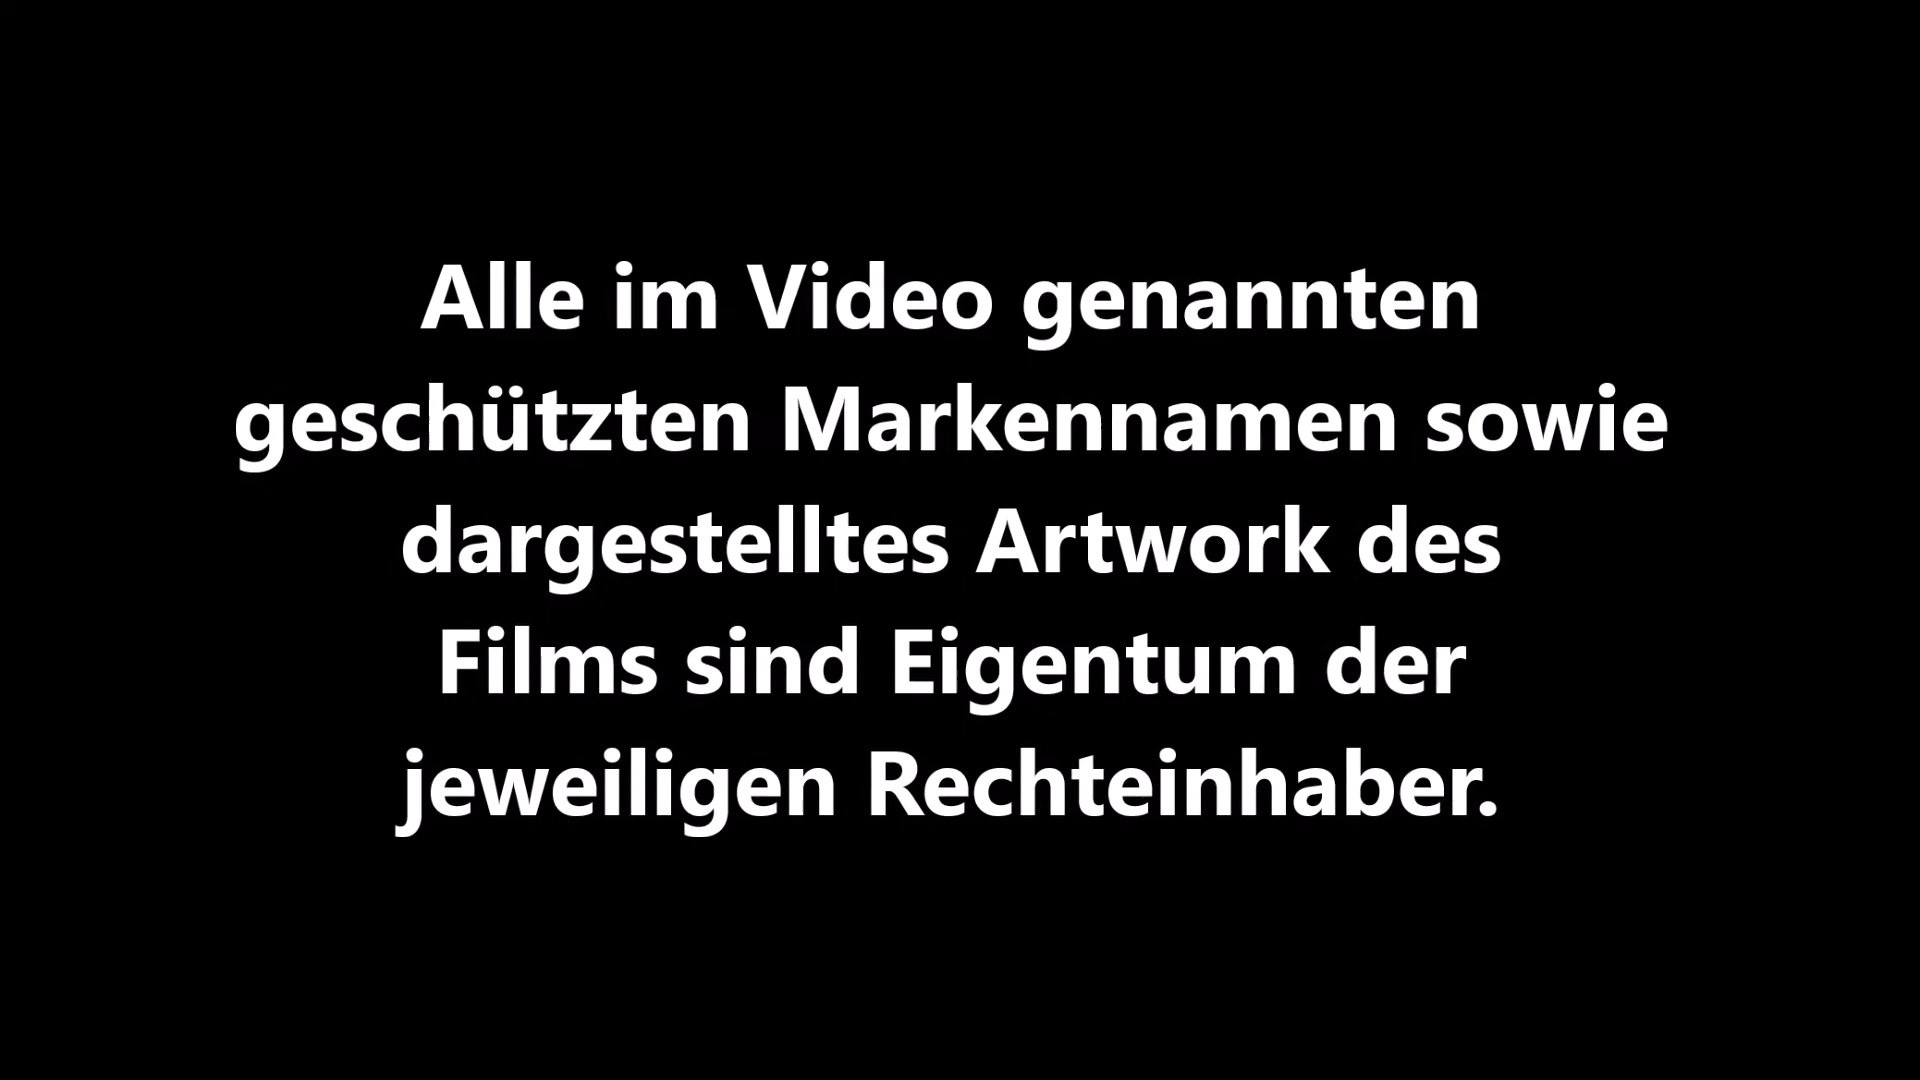 Alle im Video genannten
geschützten Markennamen sowie
dargestelltes Artwork des
Films sind Eigentum der
jeweiligen Rechteinhaber.